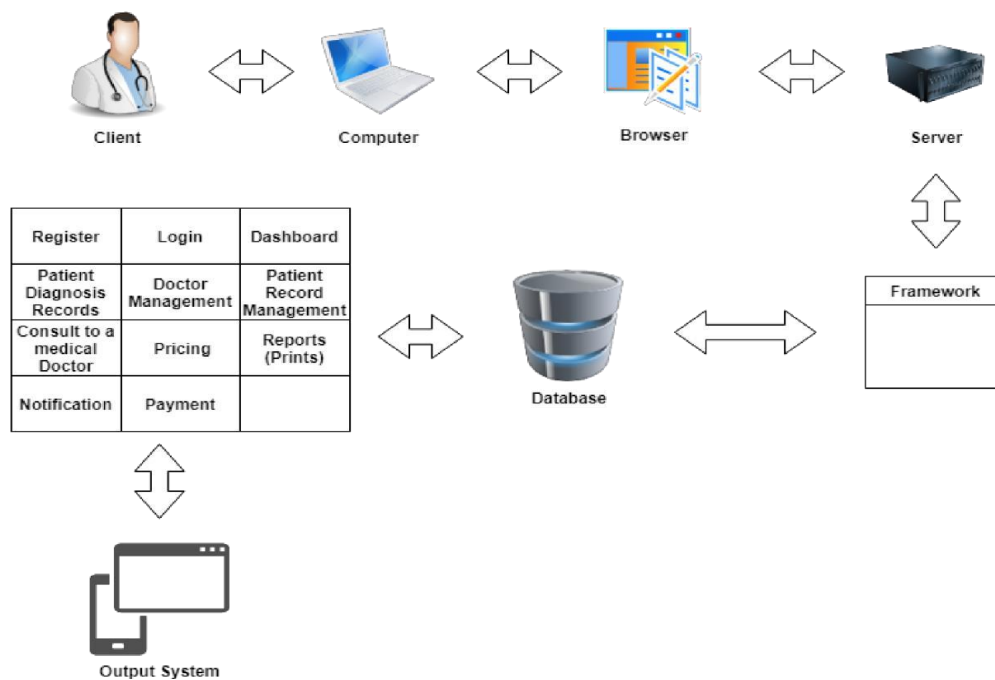 Client
Computer
Browser
Server
Register
Login
Dashboard
Patient
Diagnosis
Records
Doctor
Management
Patient
Record
Management
Consult to a
medical
Doctor
Pricing
Reports
(Prints)
Notification
Payment
Database
Framework
Output System